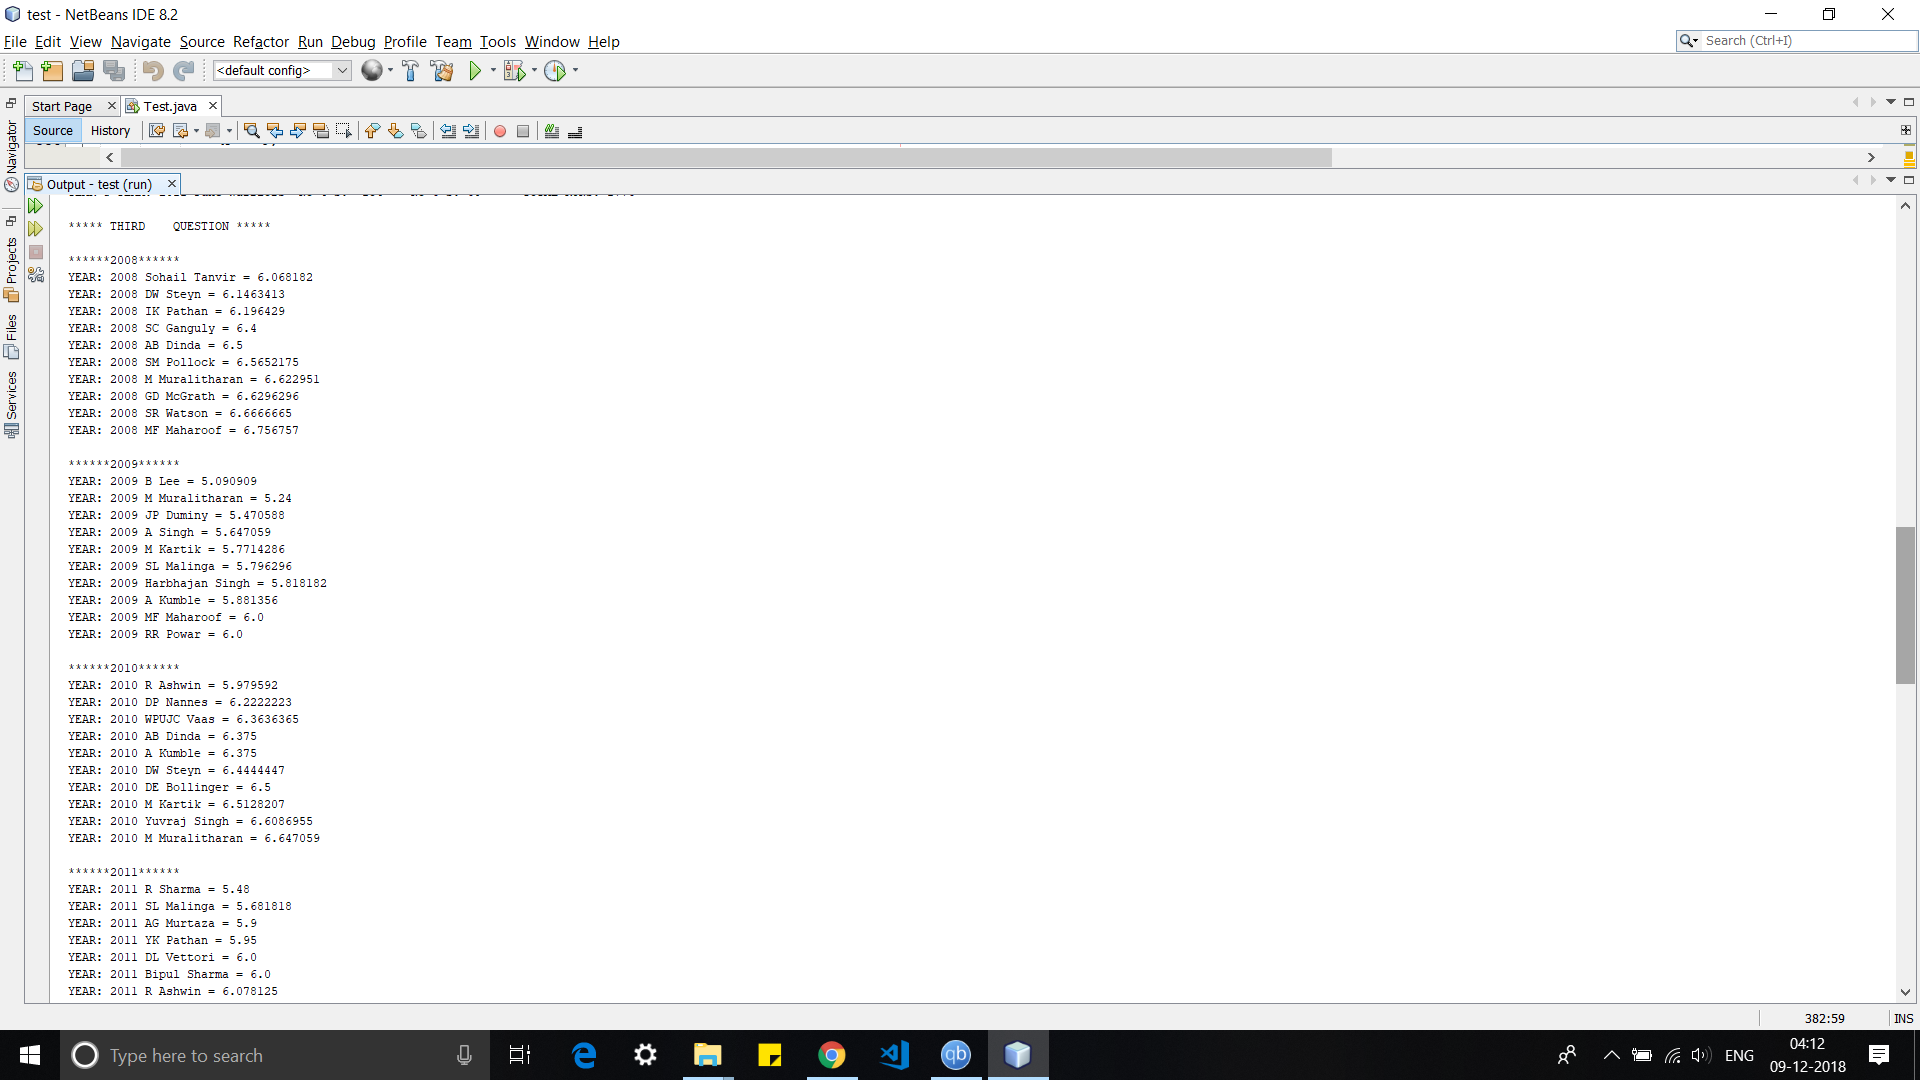 test - NetBeans IDE 8.2
File Edit View Navigate Source Refactor Run Debug Profile Team Tools Window Help
Search (Ctrl+I)
<default config>
Start Page
Test.java
Source History
Navigator
Projects
Files
Services
Output - test (run)
***** THIRD    QUESTION *****
******2008******
YEAR: 2008 Sohail Tanvir = 6.068182
YEAR: 2008 DW Steyn = 6.1463413
YEAR: 2008 IK Pathan = 6.196429
YEAR: 2008 SC Ganguly = 6.4
YEAR: 2008 AB Dinda = 6.5
YEAR: 2008 SM Pollock = 6.5652175
YEAR: 2008 M Muralitharan = 6.622951
YEAR: 2008 GD McGrath = 6.6296296
YEAR: 2008 SR Watson = 6.6666665
YEAR: 2008 MF Maharoof = 6.756757
******2009******
YEAR: 2009 B Lee = 5.090909
YEAR: 2009 M Muralitharan = 5.24
YEAR: 2009 JP Duminy = 5.470588
YEAR: 2009 A Singh = 5.647059
YEAR: 2009 M Kartik = 5.7714286
YEAR: 2009 SL Malinga = 5.796296
YEAR: 2009 Harbhajan Singh = 5.818182
YEAR: 2009 A Kumble = 5.881356
YEAR: 2009 MF Maharoof = 6.0
YEAR: 2009 RR Powar = 6.0
******2010******
YEAR: 2010 R Ashwin = 5.979592
YEAR: 2010 DP Nannes = 6.2222223
YEAR: 2010 WPUJC Vaas = 6.3636365
YEAR: 2010 AB Dinda = 6.375
YEAR: 2010 A Kumble = 6.375
YEAR: 2010 DW Steyn = 6.4444447
YEAR: 2010 DE Bollinger = 6.5
YEAR: 2010 M Kartik = 6.5128207
YEAR: 2010 Yuvraj Singh = 6.6086955
YEAR: 2010 M Muralitharan = 6.647059
******2011******
YEAR: 2011 R Sharma = 5.48
YEAR: 2011 SL Malinga = 5.681818
YEAR: 2011 AG Murtaza = 5.9
YEAR: 2011 YK Pathan = 5.95
YEAR: 2011 DL Vettori = 6.0
YEAR: 2011 Bipul Sharma = 6.0
YEAR: 2011 R Ashwin = 6.078125
382:59
INS
Type here to search
qb
ENG
04:12
09-12-2018